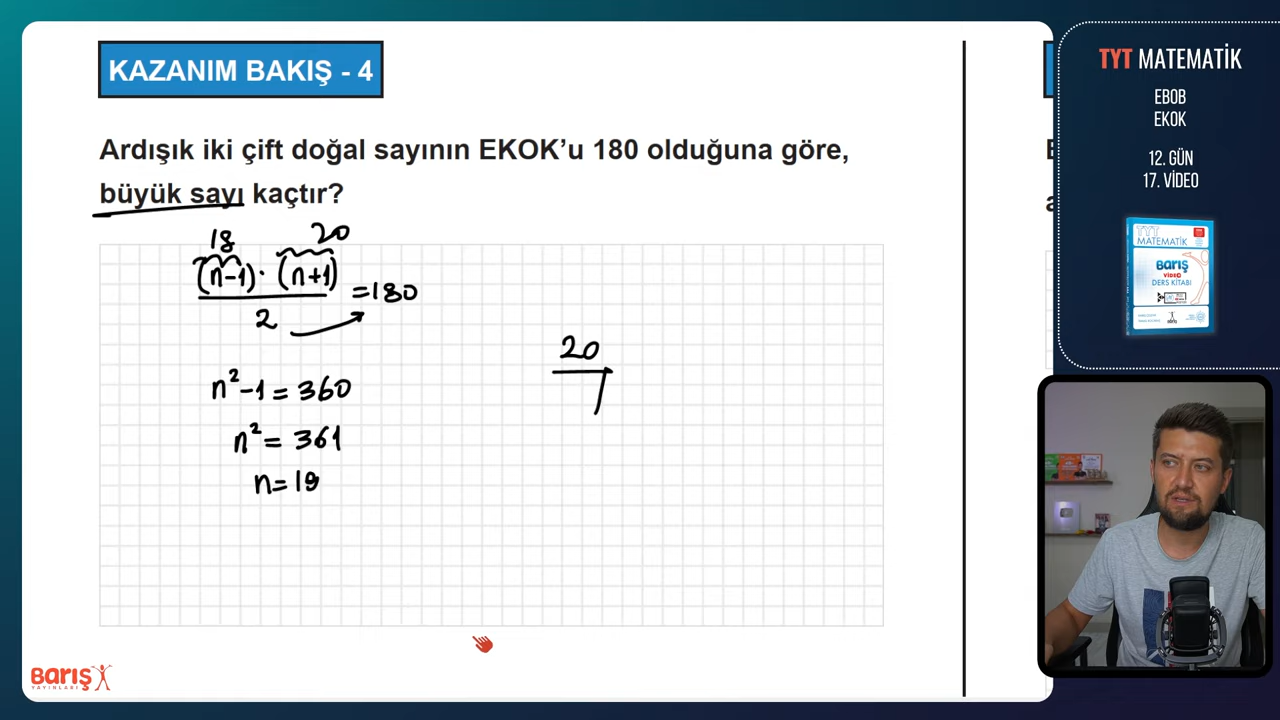 KAZANIM BAKIŞ - 4
Ardışık iki çift doğal sayının EKOK’u 180 olduğuna göre,
büyük sayı kaçtır?
18 20
(n-1) · (n+1)
=180
2
n²-1 = 360
n² = 361
n=19
20
TYT MATEMATİK
EBOB
EKOK
12. GÜN
17. VİDEO
TYT
MATEMATİK
BARIŞ
VİDEO
DERS KİTABI
BARIŞ
YAYINLARI